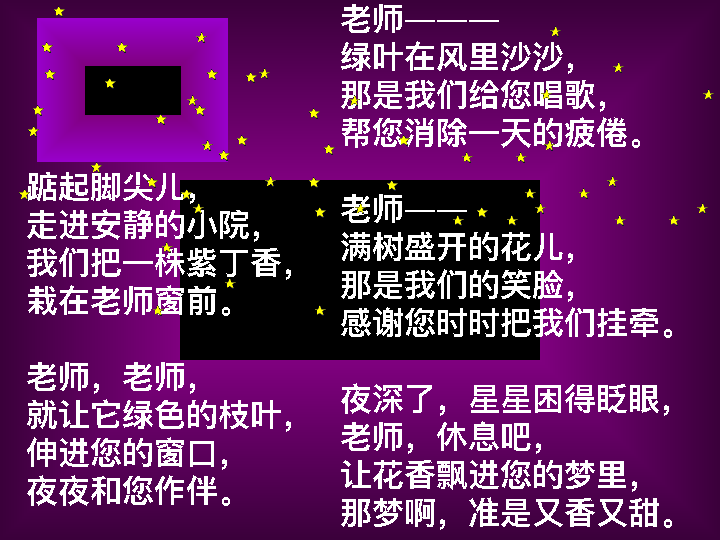 踮起脚尖儿，
走进安静的小院，
我们把一株紫丁香，
栽在老师窗前。
老师，老师，
就让它绿色的枝叶，
伸进您的窗口，
夜夜和您作伴。
老师———
绿叶在风里沙沙，
那是我们给您唱歌，
帮您消除一天的疲倦。
老师——
满树盛开的花儿，
那是我们的笑脸，
感谢您时时把我们挂牵。
夜深了，星星困得眨眼，
老师，休息吧，
让花香飘进您的梦里，
那梦啊，准是又香又甜。